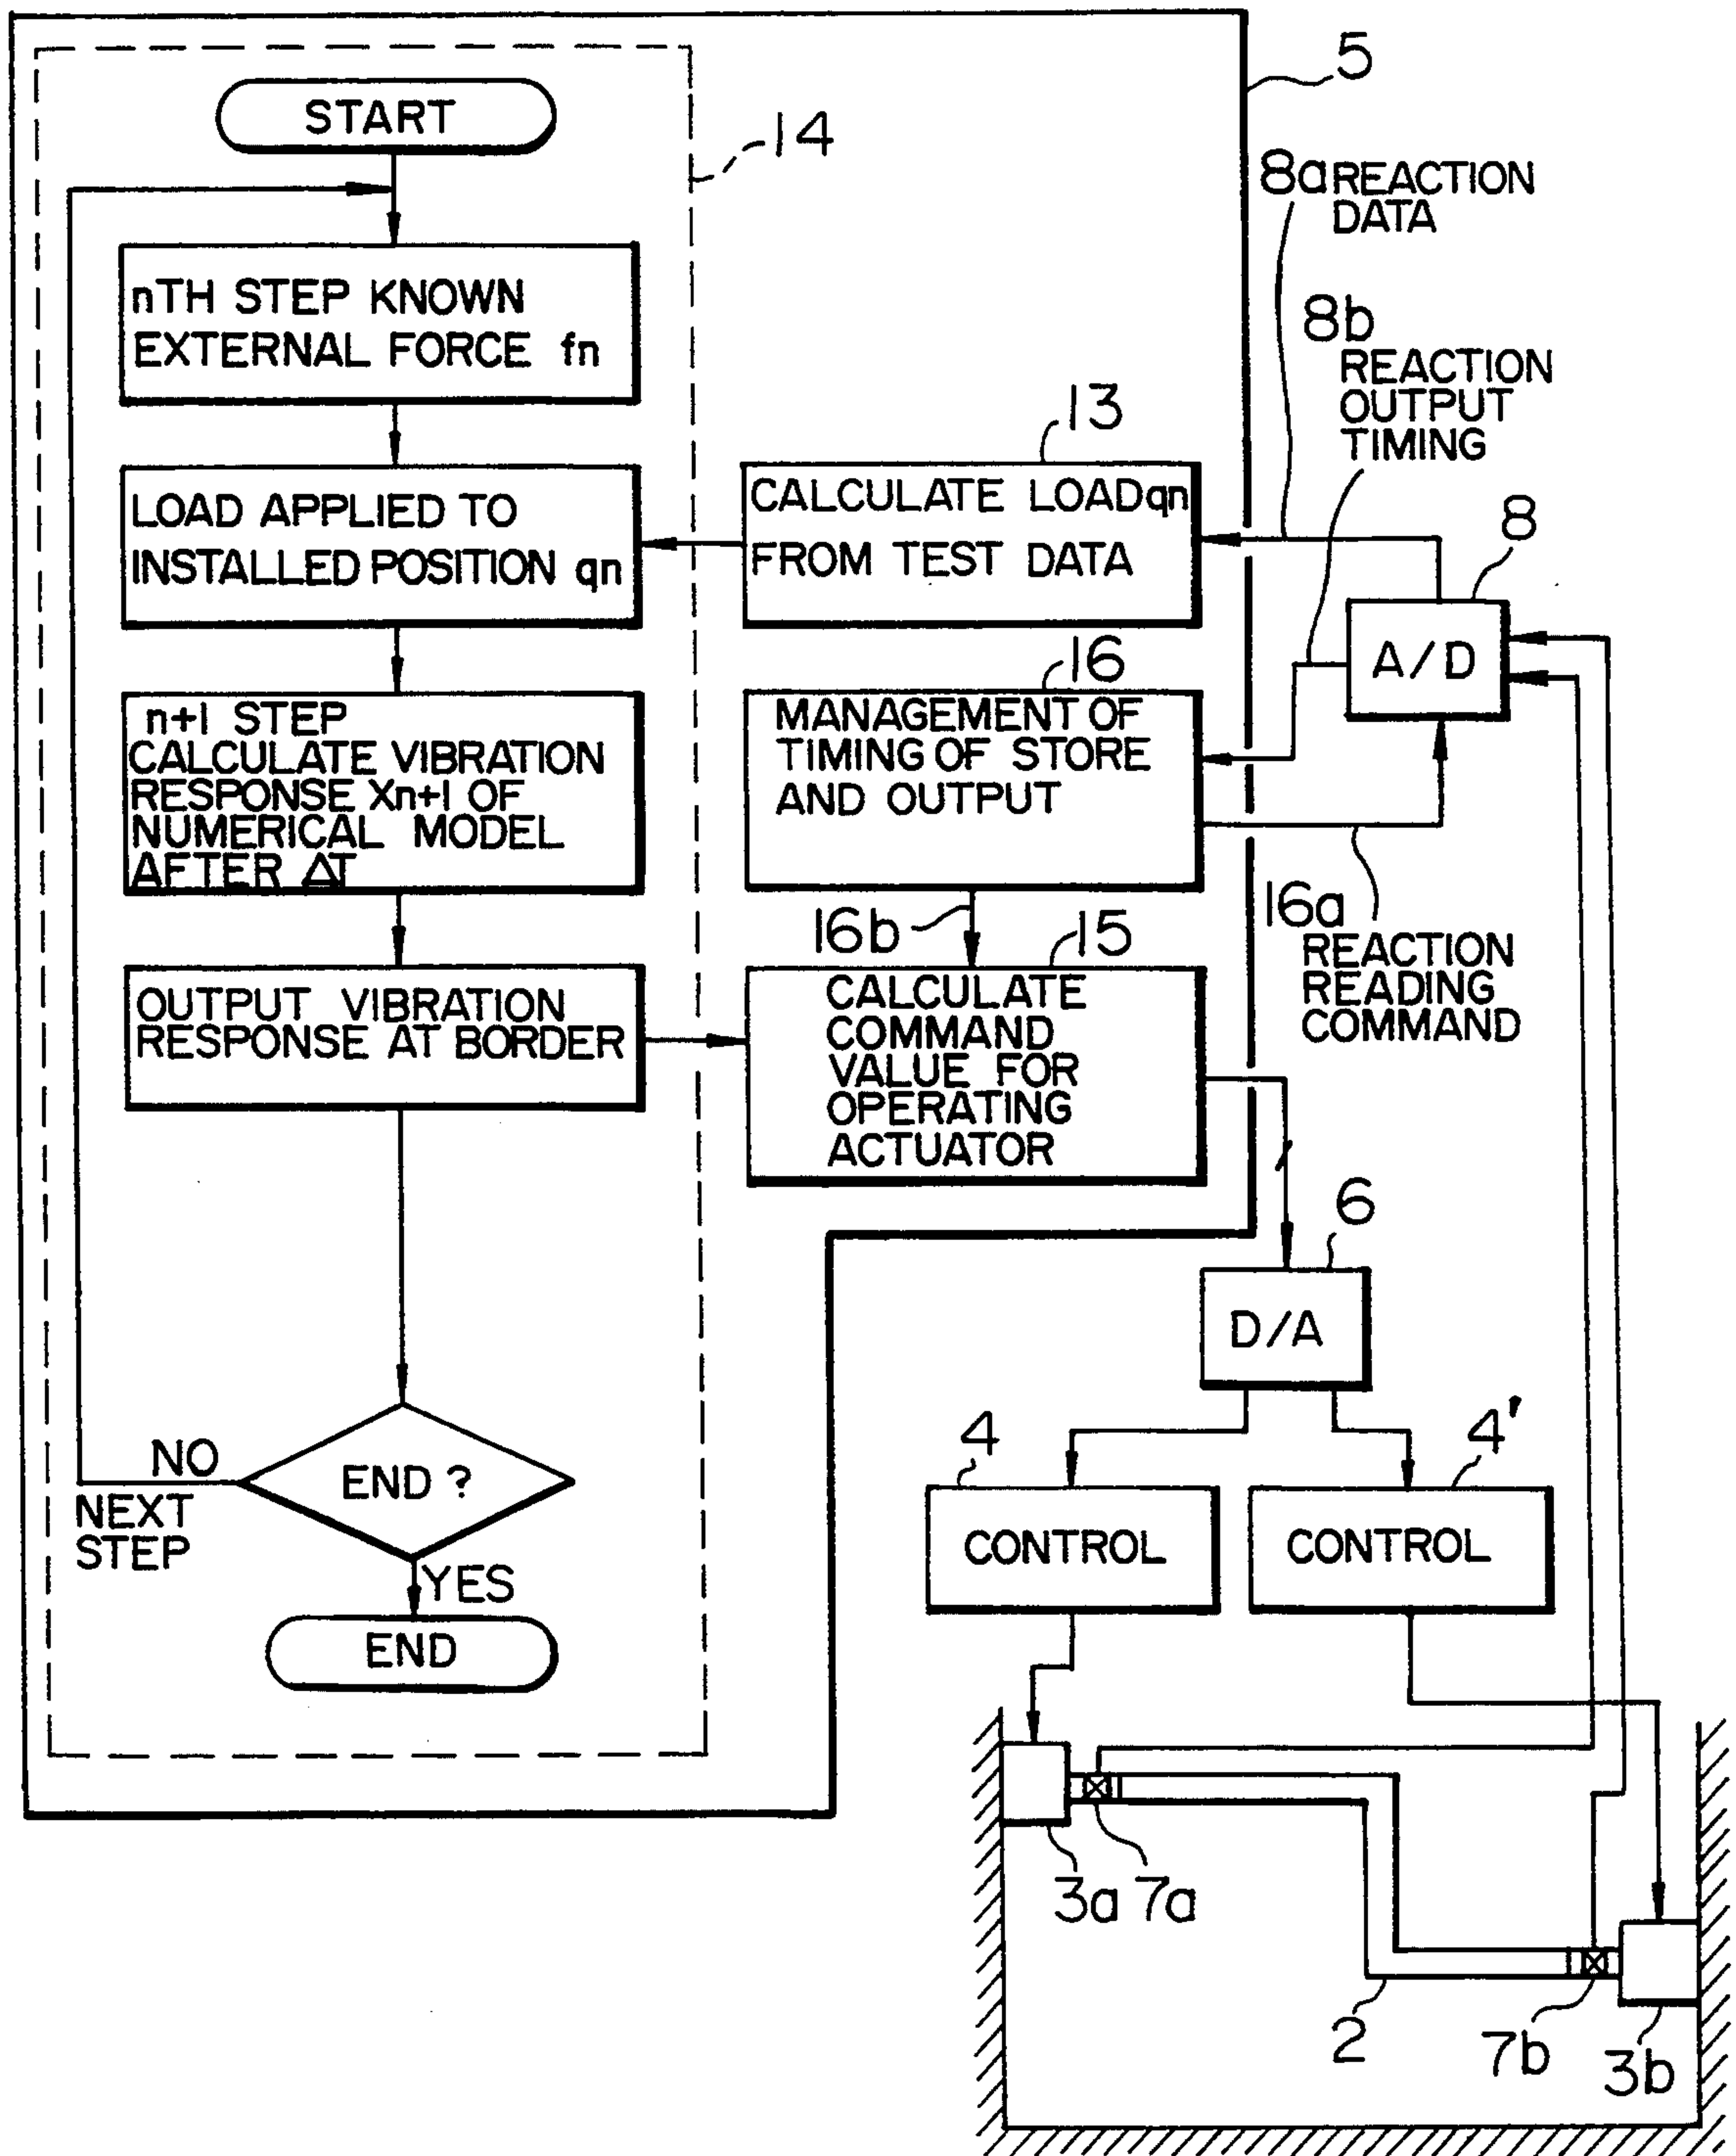 START
nTH STEP KNOWN
EXTERNAL FORCE fn
LOAD APPLIED TO
INSTALLED POSITION qn
n+1 STEP
CALCULATE VIBRATION
RESPONSE Xn+1 OF
NUMERICAL MODEL
AFTER ΔT
OUTPUT VIBRATION
RESPONSE AT BORDER
END ?
NO
NEXT
STEP
YES
END
14
5
13
CALCULATE LOAD qn
FROM TEST DATA
16
MANAGEMENT OF
TIMING OF STORE
AND OUTPUT
16b
15
CALCULATE
COMMAND
VALUE FOR
OPERATING
ACTUATOR
8a REACTION
DATA
8b
REACTION
OUTPUT
TIMING
8
A/D
16a
REACTION
READING
COMMAND
6
D/A
4
CONTROL
4'
CONTROL
3a
7a
2
7b
3b